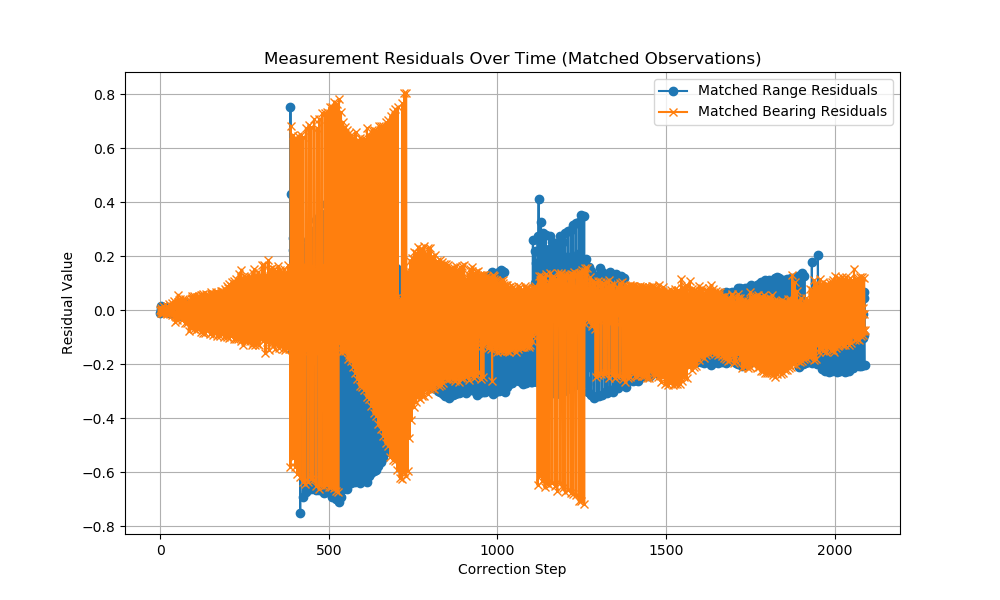 Measurement Residuals Over Time (Matched Observations)
Matched Range Residuals
Matched Bearing Residuals
Residual Value
0.8
0.6
0.4
0.2
0.0
−0.2
−0.4
−0.6
−0.8
0 500 1000 1500 2000
Correction Step